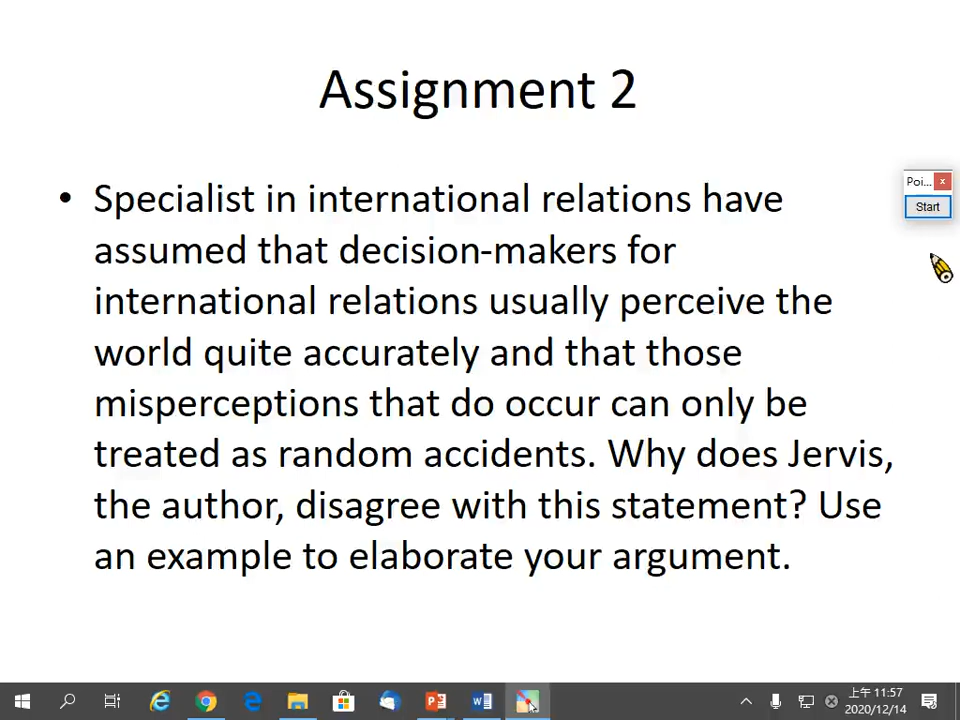 Assignment 2
• Specialist in international relations have
assumed that decision-makers for
international relations usually perceive the
world quite accurately and that those
misperceptions that do occur can only be
treated as random accidents. Why does Jervis,
the author, disagree with this statement? Use
an example to elaborate your argument.
Poi... x
Start
上午 11:57
2020/12/14